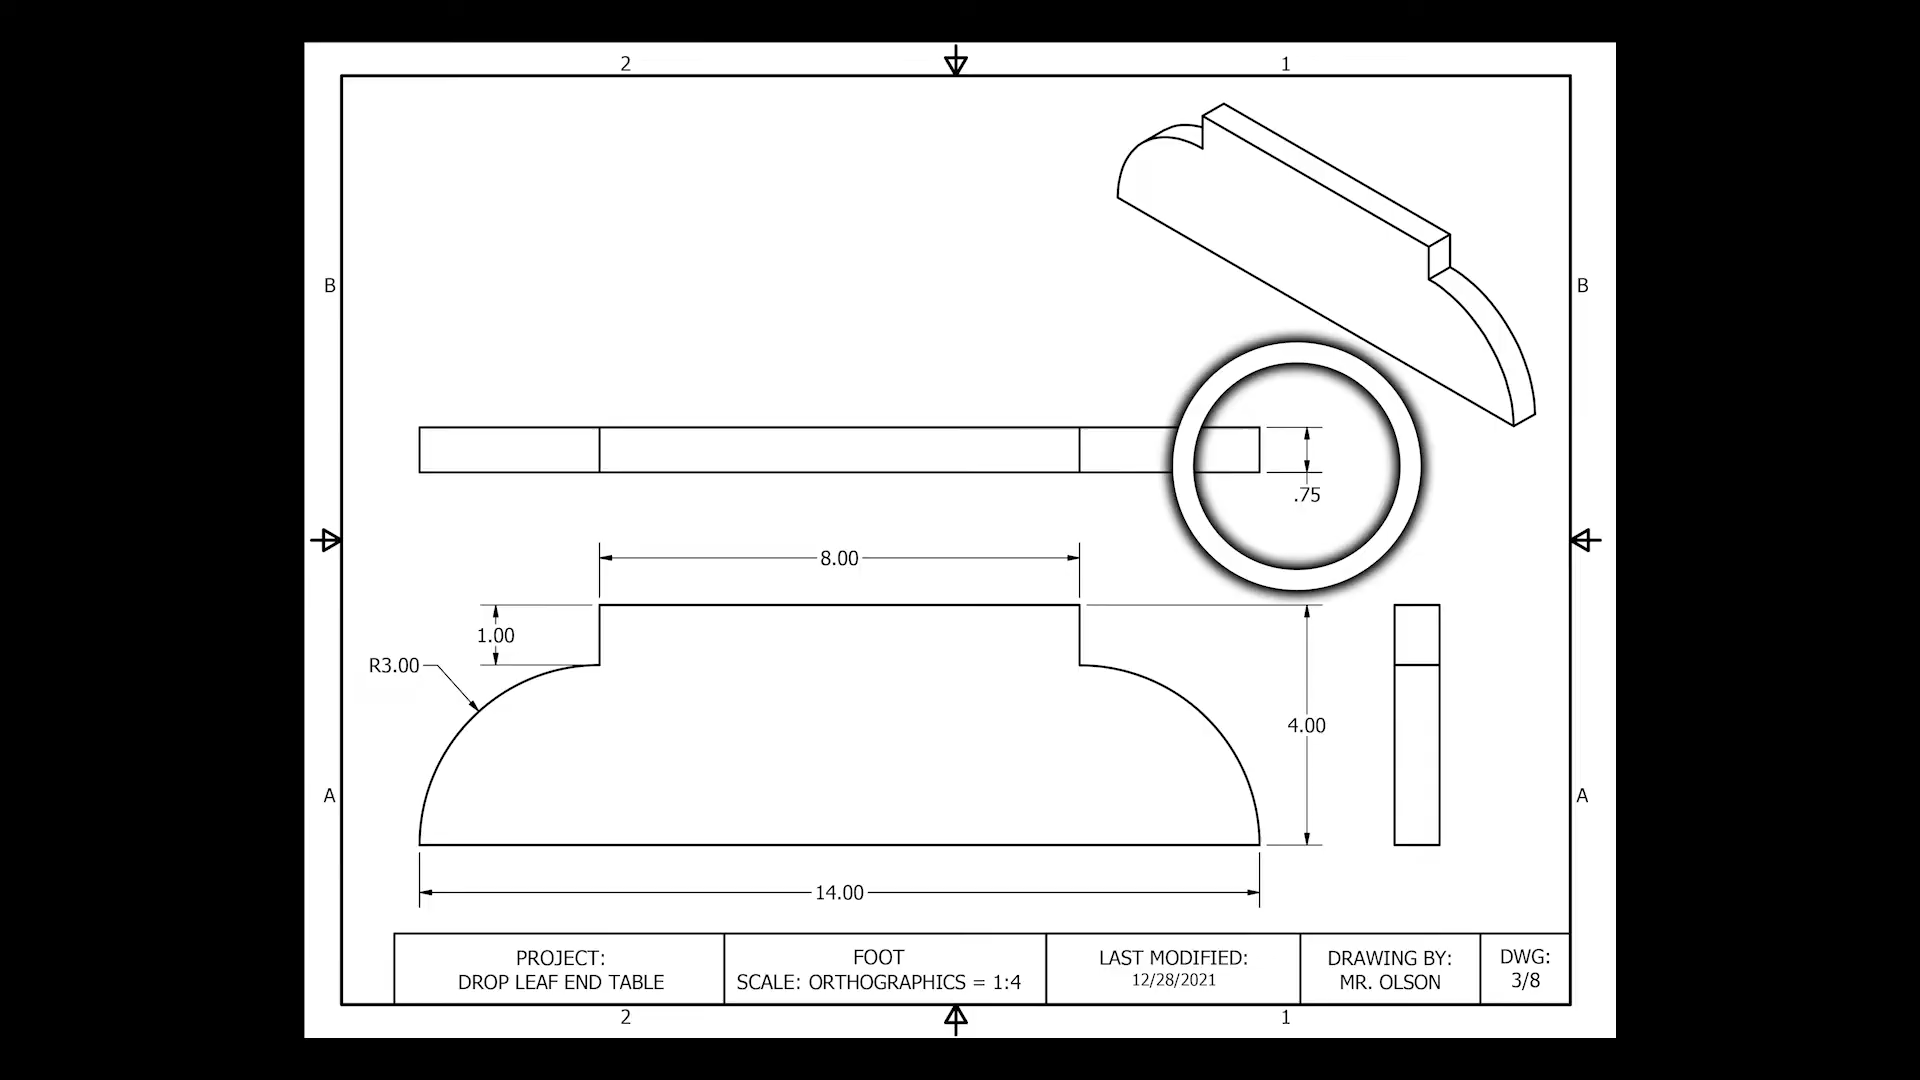 2
1
B
B
.75
8.00
1.00
R3.00
4.00
A
A
14.00
PROJECT:
DROP LEAF END TABLE
FOOT
SCALE: ORTHOGRAPHICS = 1:4
LAST MODIFIED:
12/28/2021
DRAWING BY:
MR. OLSON
DWG:
3/8
2
1